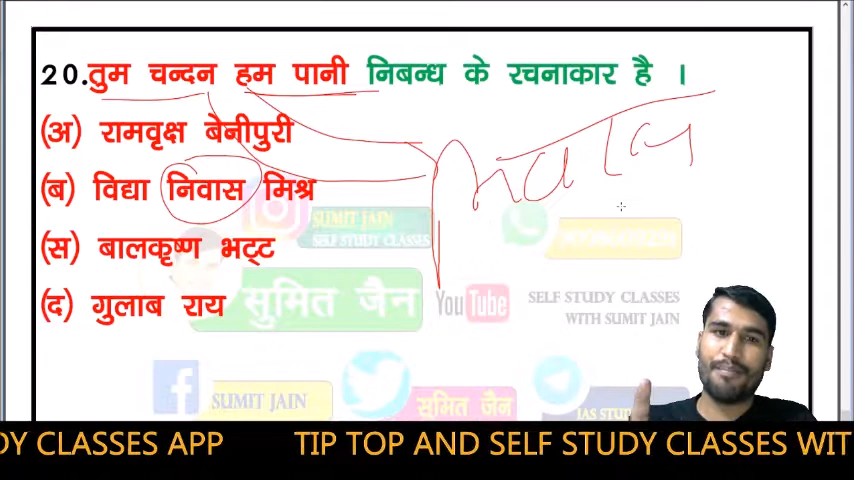 20.तुम चन्दन हम पानी निबन्ध के रचनाकार है ।
(अ) रामवृक्ष बेनीपुरी
(ब) विद्या निवास मिश्र
निवास
(स) बालकृष्ण भट्ट
(द) गुलाब राय
SUMIT JAIN
SELF STUDY CLASSES
सुमित जैन
YouTube
SELF STUDY CLASSES
WITH SUMIT JAIN
SUMIT JAIN
सुमित जैन
DY CLASSES APP TIP TOP AND SELF STUDY CLASSES WIT